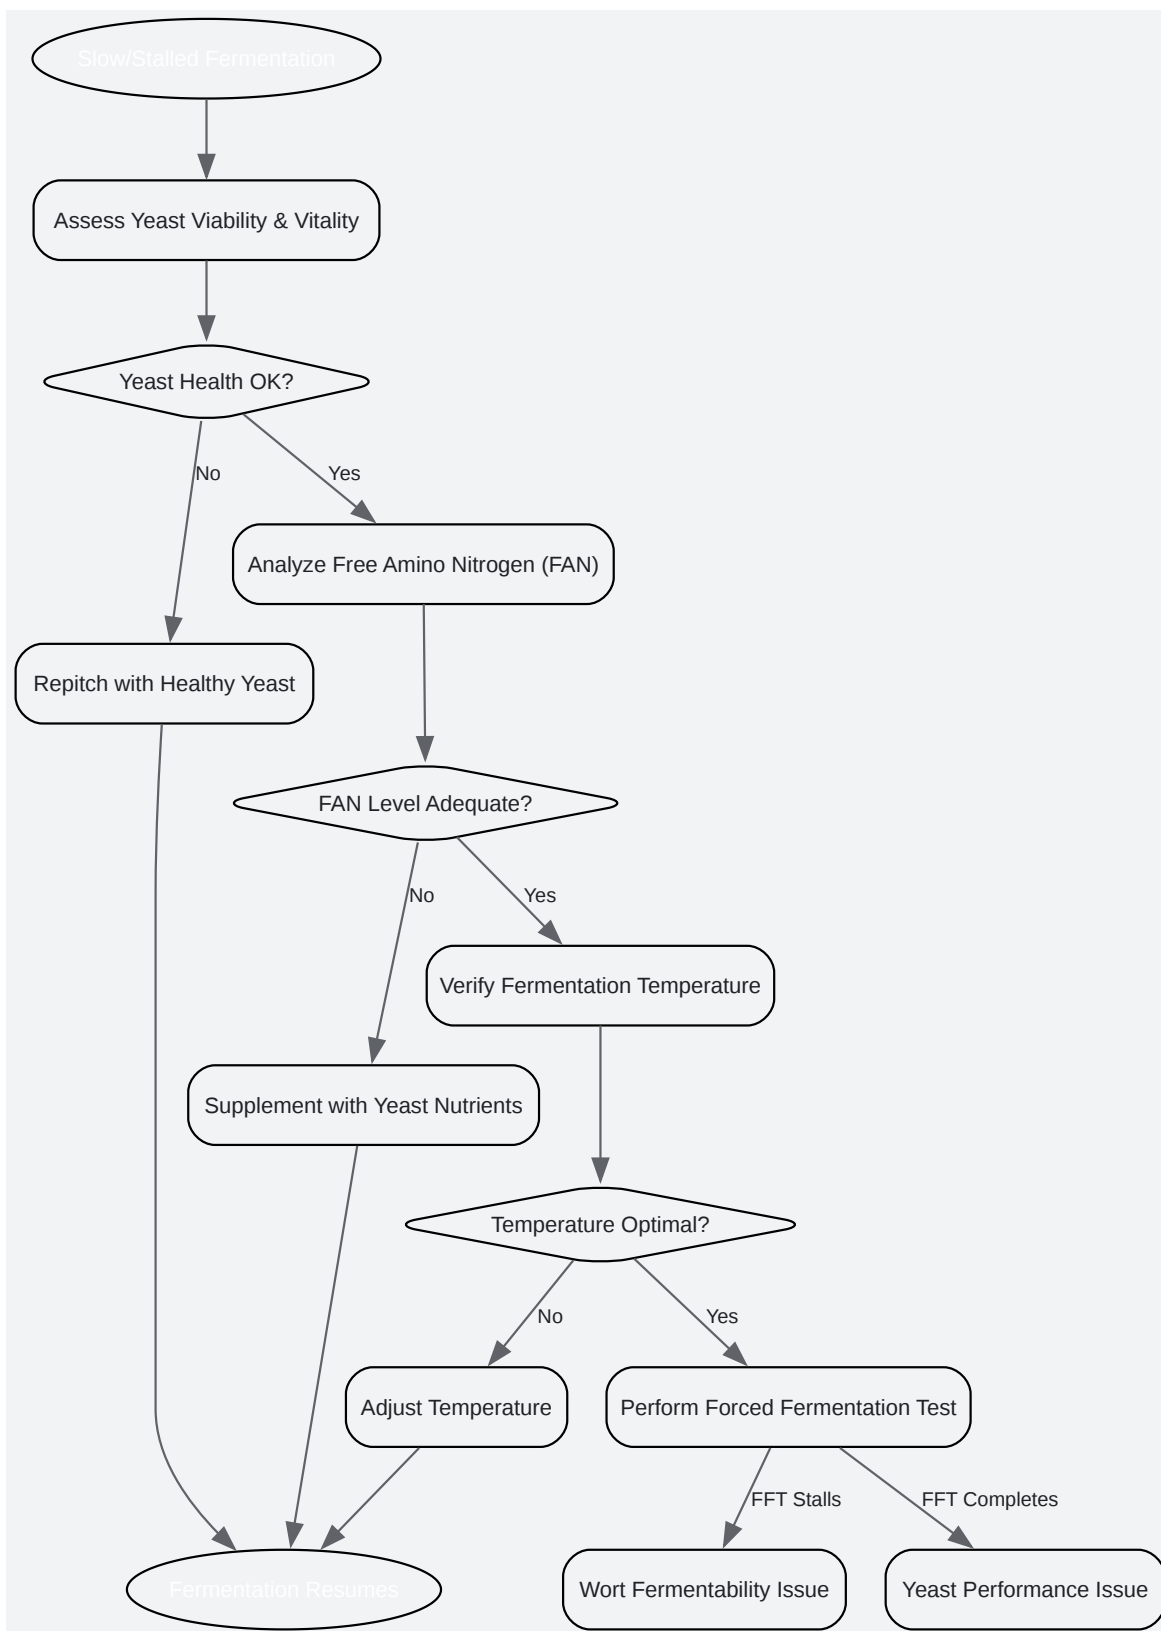 Slow/Stalled Fermentation
Assess Yeast Viability & Vitality
Yeast Health OK?
No
Yes
Analyze Free Amino Nitrogen (FAN)
Repitch with Healthy Yeast
FAN Level Adequate?
No
Yes
Verify Fermentation Temperature
Supplement with Yeast Nutrients
Temperature Optimal?
No
Yes
Adjust Temperature
Perform Forced Fermentation Test
FFT Stalls
FFT Completes
Fermentation Resumes
Wort Fermentability Issue
Yeast Performance Issue